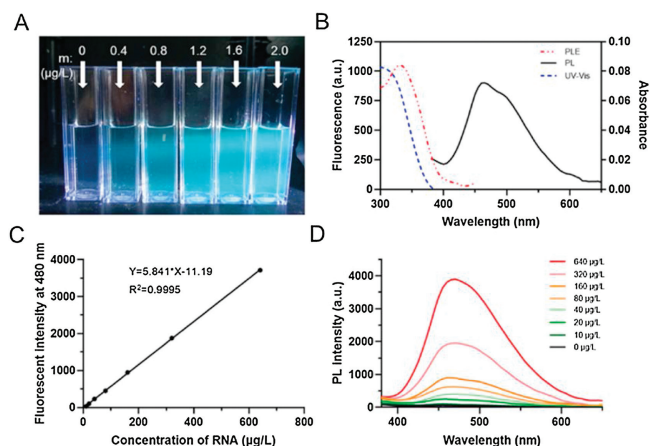 A
m:
(µg/L)
0 0.4 0.8 1.2 1.6 2.0
B
Fluorescence (a.u.)
1250
1000
750
500
250
0
300 400 500 600
Wavelength (nm)
0.10
0.08
0.06
0.04
0.02
0.00
Absorbance
PLE
PL
UV-Vis
C
Fluorescent Intensity at 480 nm
4000
3000
2000
1000
0
0 200 400 600 800
Concentration of RNA (µg/L)
Y=5.841*X-11.19
R²=0.9995
D
PL Intensity (a.u.)
4000
3000
2000
1000
0
400 500 600
Wavelength (nm)
640 µg/L
320 µg/L
160 µg/L
80 µg/L
40 µg/L
20 µg/L
10 µg/L
0 µg/L